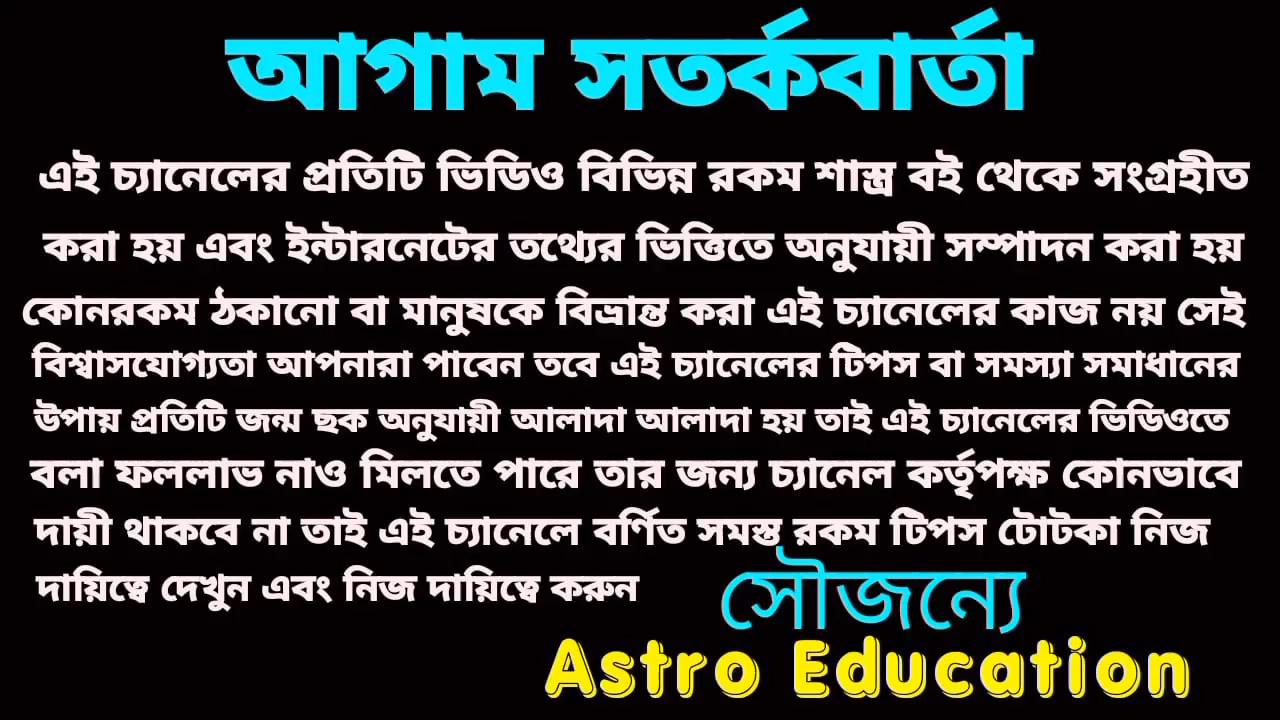 আগাম সতর্কবার্তা
এই চ্যানেলের প্রতিটি ভিডিও বিভিন্ন রকম শাস্ত্র বই থেকে সংগ্রহীত
করা হয় এবং ইন্টারনেটের তথ্যের ভিত্তিতে অনুযায়ী সম্পাদন করা হয়
কোনরকম ঠকানো বা মানুষকে বিভ্রান্ত করা এই চ্যানেলের কাজ নয় সেই
বিশ্বাসযোগ্যতা আপনারা পাবেন তবে এই চ্যানেলের টিপস বা সমস্যা সমাধানের
উপায় প্রতিটি জন্ম ছক অনুযায়ী আলাদা আলাদা হয় তাই এই চ্যানেলের ভিডিওতে
বলা ফললাভ নাও মিলতে পারে তার জন্য চ্যানেল কর্তৃপক্ষ কোনভাবে
দায়ী থাকবে না তাই এই চ্যানেলে বর্ণিত সমস্ত রকম টিপস টোটকা নিজ
দায়িত্বে দেখুন এবং নিজ দায়িত্বে করুন
সৌজন্যে
Astro Education